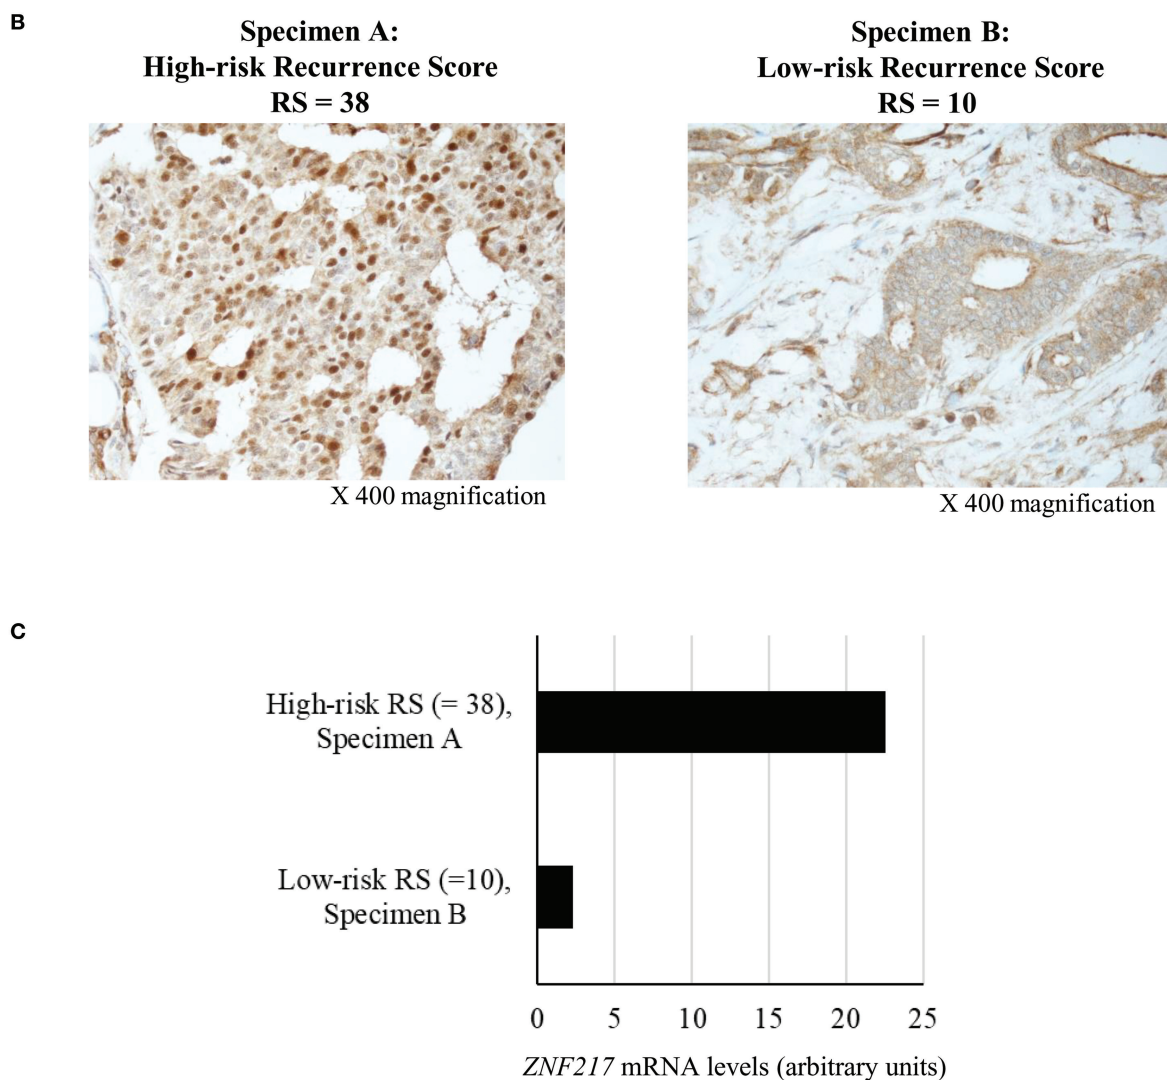 B
Specimen A:
High-risk Recurrence Score
RS = 38
Specimen B:
Low-risk Recurrence Score
RS = 10
X 400 magnification
X 400 magnification
C
High-risk RS (= 38),
Specimen A
Low-risk RS (=10),
Specimen B
0 5 10 15 20 25
ZNF217 mRNA levels (arbitrary units)